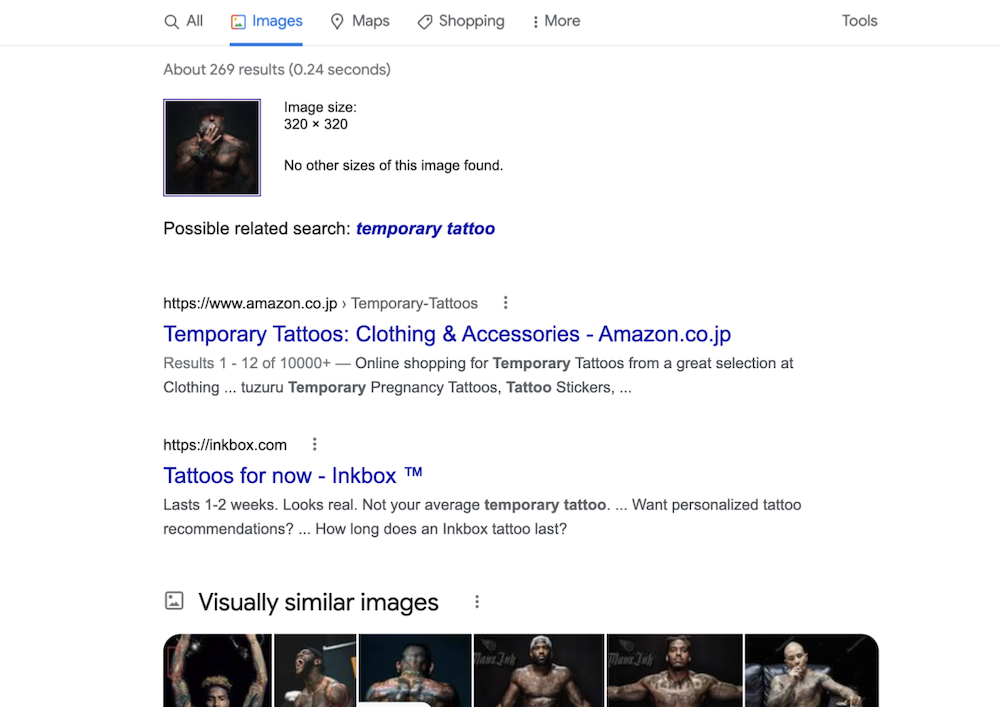 All Images Maps Shopping More Tools
About 269 results (0.24 seconds)
Image size:
320 × 320
No other sizes of this image found.
Possible related search: temporary tattoo
https://www.amazon.co.jp › Temporary-Tattoos
Temporary Tattoos: Clothing & Accessories - Amazon.co.jp
Results 1 - 12 of 10000+ — Online shopping for Temporary Tattoos from a great selection at
Clothing ... tuzuru Temporary Pregnancy Tattoos, Tattoo Stickers, ...
https://inkbox.com
Tattoos for now - Inkbox ™
Lasts 1-2 weeks. Looks real. Not your average temporary tattoo. ... Want personalized tattoo
recommendations? ... How long does an Inkbox tattoo last?
Visually similar images